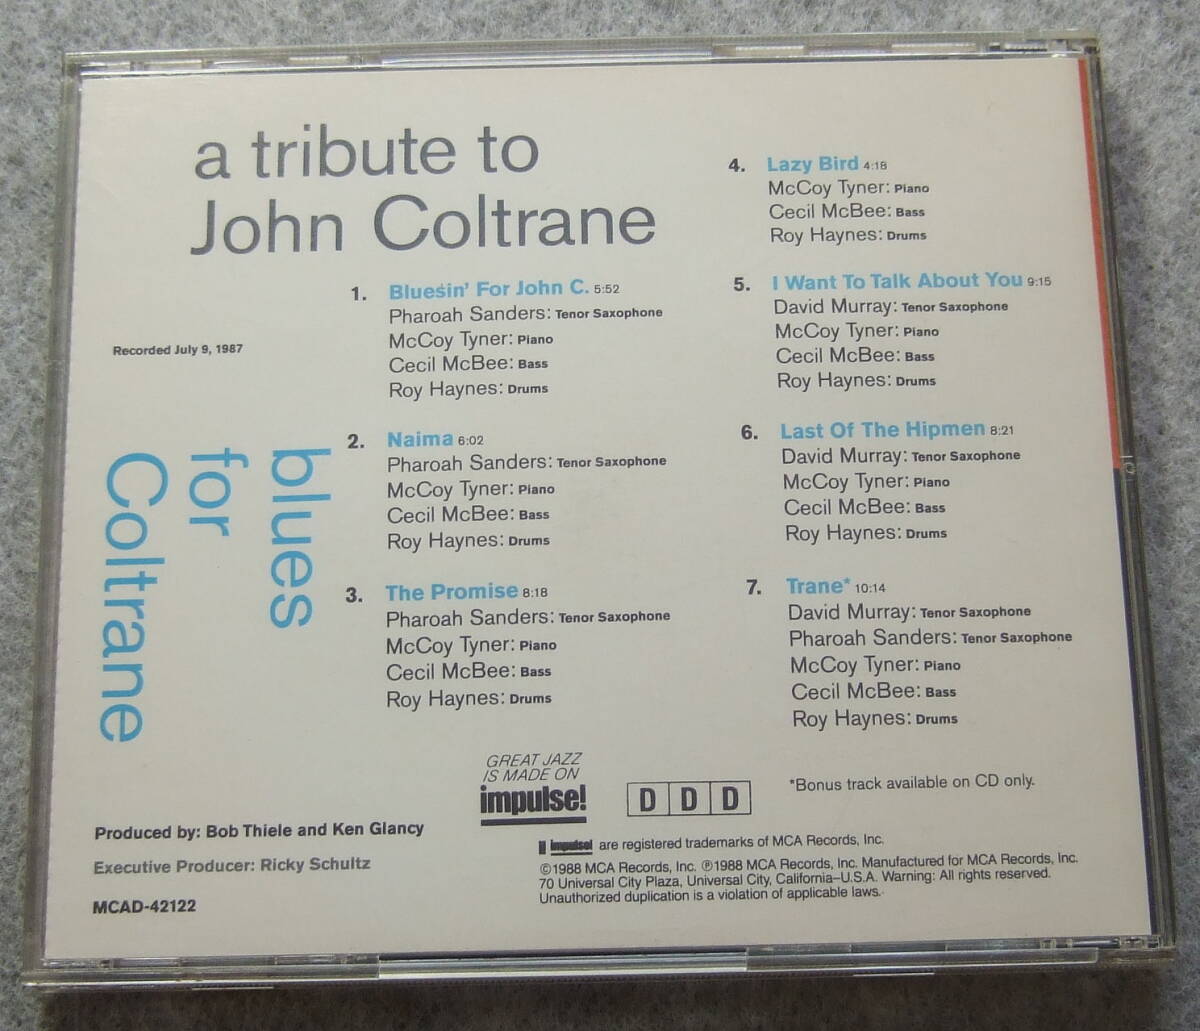 a tribute to
John Coltrane
Recorded July 9, 1987
blues
for
Coltrane
1. Bluesin' For John C. 5:52
Pharoah Sanders: Tenor Saxophone
McCoy Tyner: Piano
Cecil McBee: Bass
Roy Haynes: Drums
2. Naima 6:02
Pharoah Sanders: Tenor Saxophone
McCoy Tyner: Piano
Cecil McBee: Bass
Roy Haynes: Drums
3. The Promise 8:18
Pharoah Sanders: Tenor Saxophone
McCoy Tyner: Piano
Cecil McBee: Bass
Roy Haynes: Drums
4. Lazy Bird 4:18
McCoy Tyner: Piano
Cecil McBee: Bass
Roy Haynes: Drums
5. I Want To Talk About You 9:15
David Murray: Tenor Saxophone
McCoy Tyner: Piano
Cecil McBee: Bass
Roy Haynes: Drums
6. Last Of The Hipmen 8:21
David Murray: Tenor Saxophone
McCoy Tyner: Piano
Cecil McBee: Bass
Roy Haynes: Drums
7. Trane* 10:14
David Murray: Tenor Saxophone
Pharoah Sanders: Tenor Saxophone
McCoy Tyner: Piano
Cecil McBee: Bass
Roy Haynes: Drums
*Bonus track available on CD only.
GREAT JAZZ
IS MADE ON
impulse!
D D D
Produced by: Bob Thiele and Ken Glancy
Executive Producer: Ricky Schultz
MCAD-42122
impulse! are registered trademarks of MCA Records, Inc.
©1988 MCA Records, Inc. ℗1988 MCA Records, Inc. Manufactured for MCA Records, Inc.
70 Universal City Plaza, Universal City, California–U.S.A. Warning: All rights reserved.
Unauthorized duplication is a violation of applicable laws.